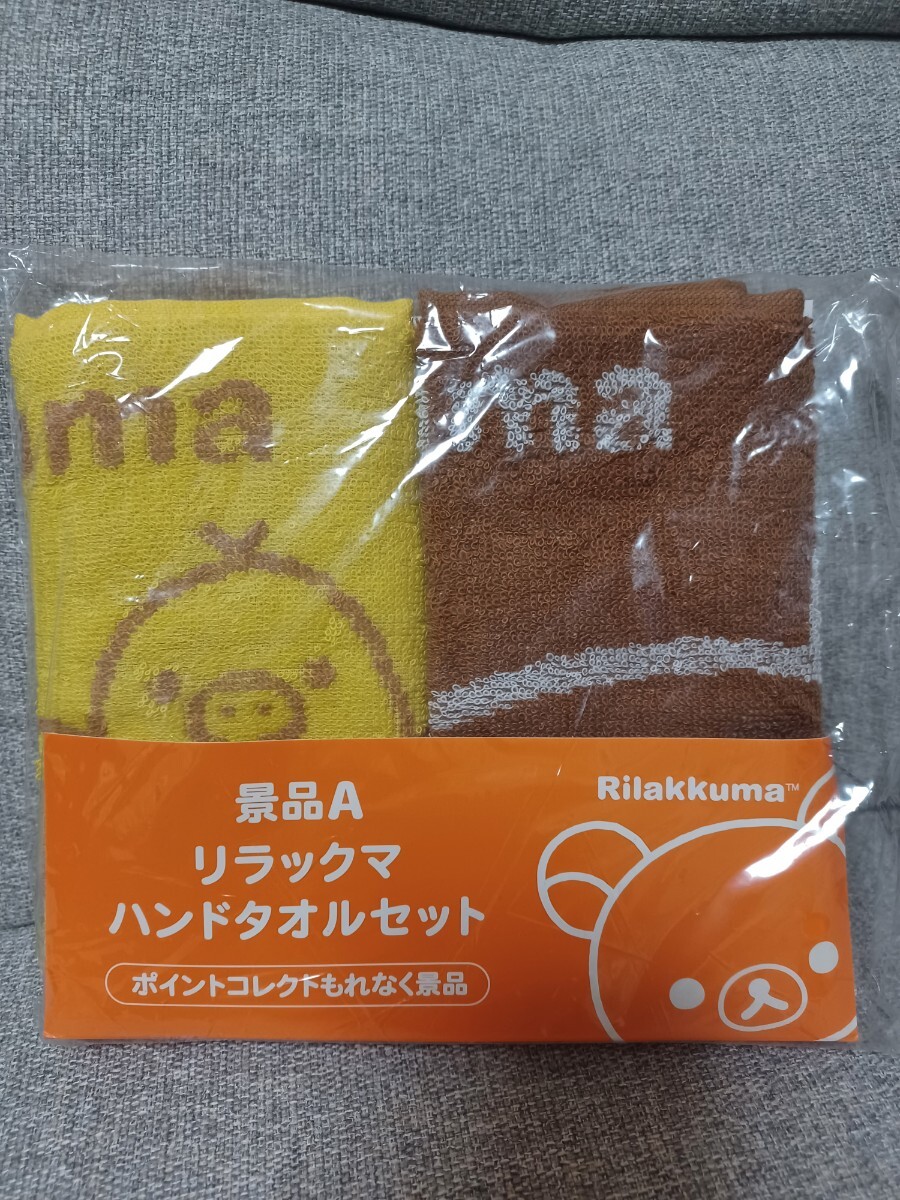 uma
ma
Rilakkuma™
景品A
リラックマ
ハンドタオルセット
ポイントコレクトもれなく景品